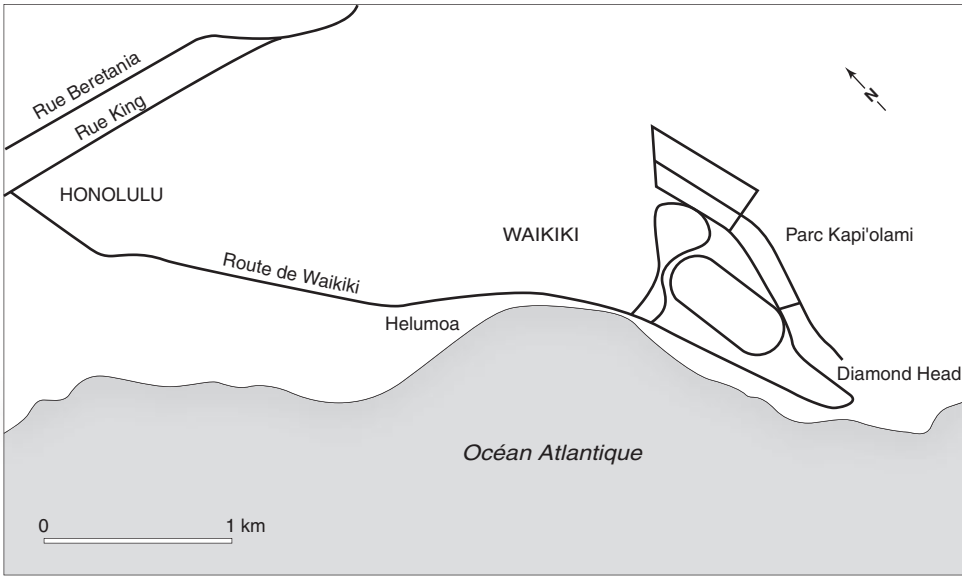 Rue Beretania
Rue King
N
HONOLULU
WAIKIKI
Parc Kapi'olami
Route de Waikiki
Helumoa
Diamond Head
Océan Atlantique
0 1 km